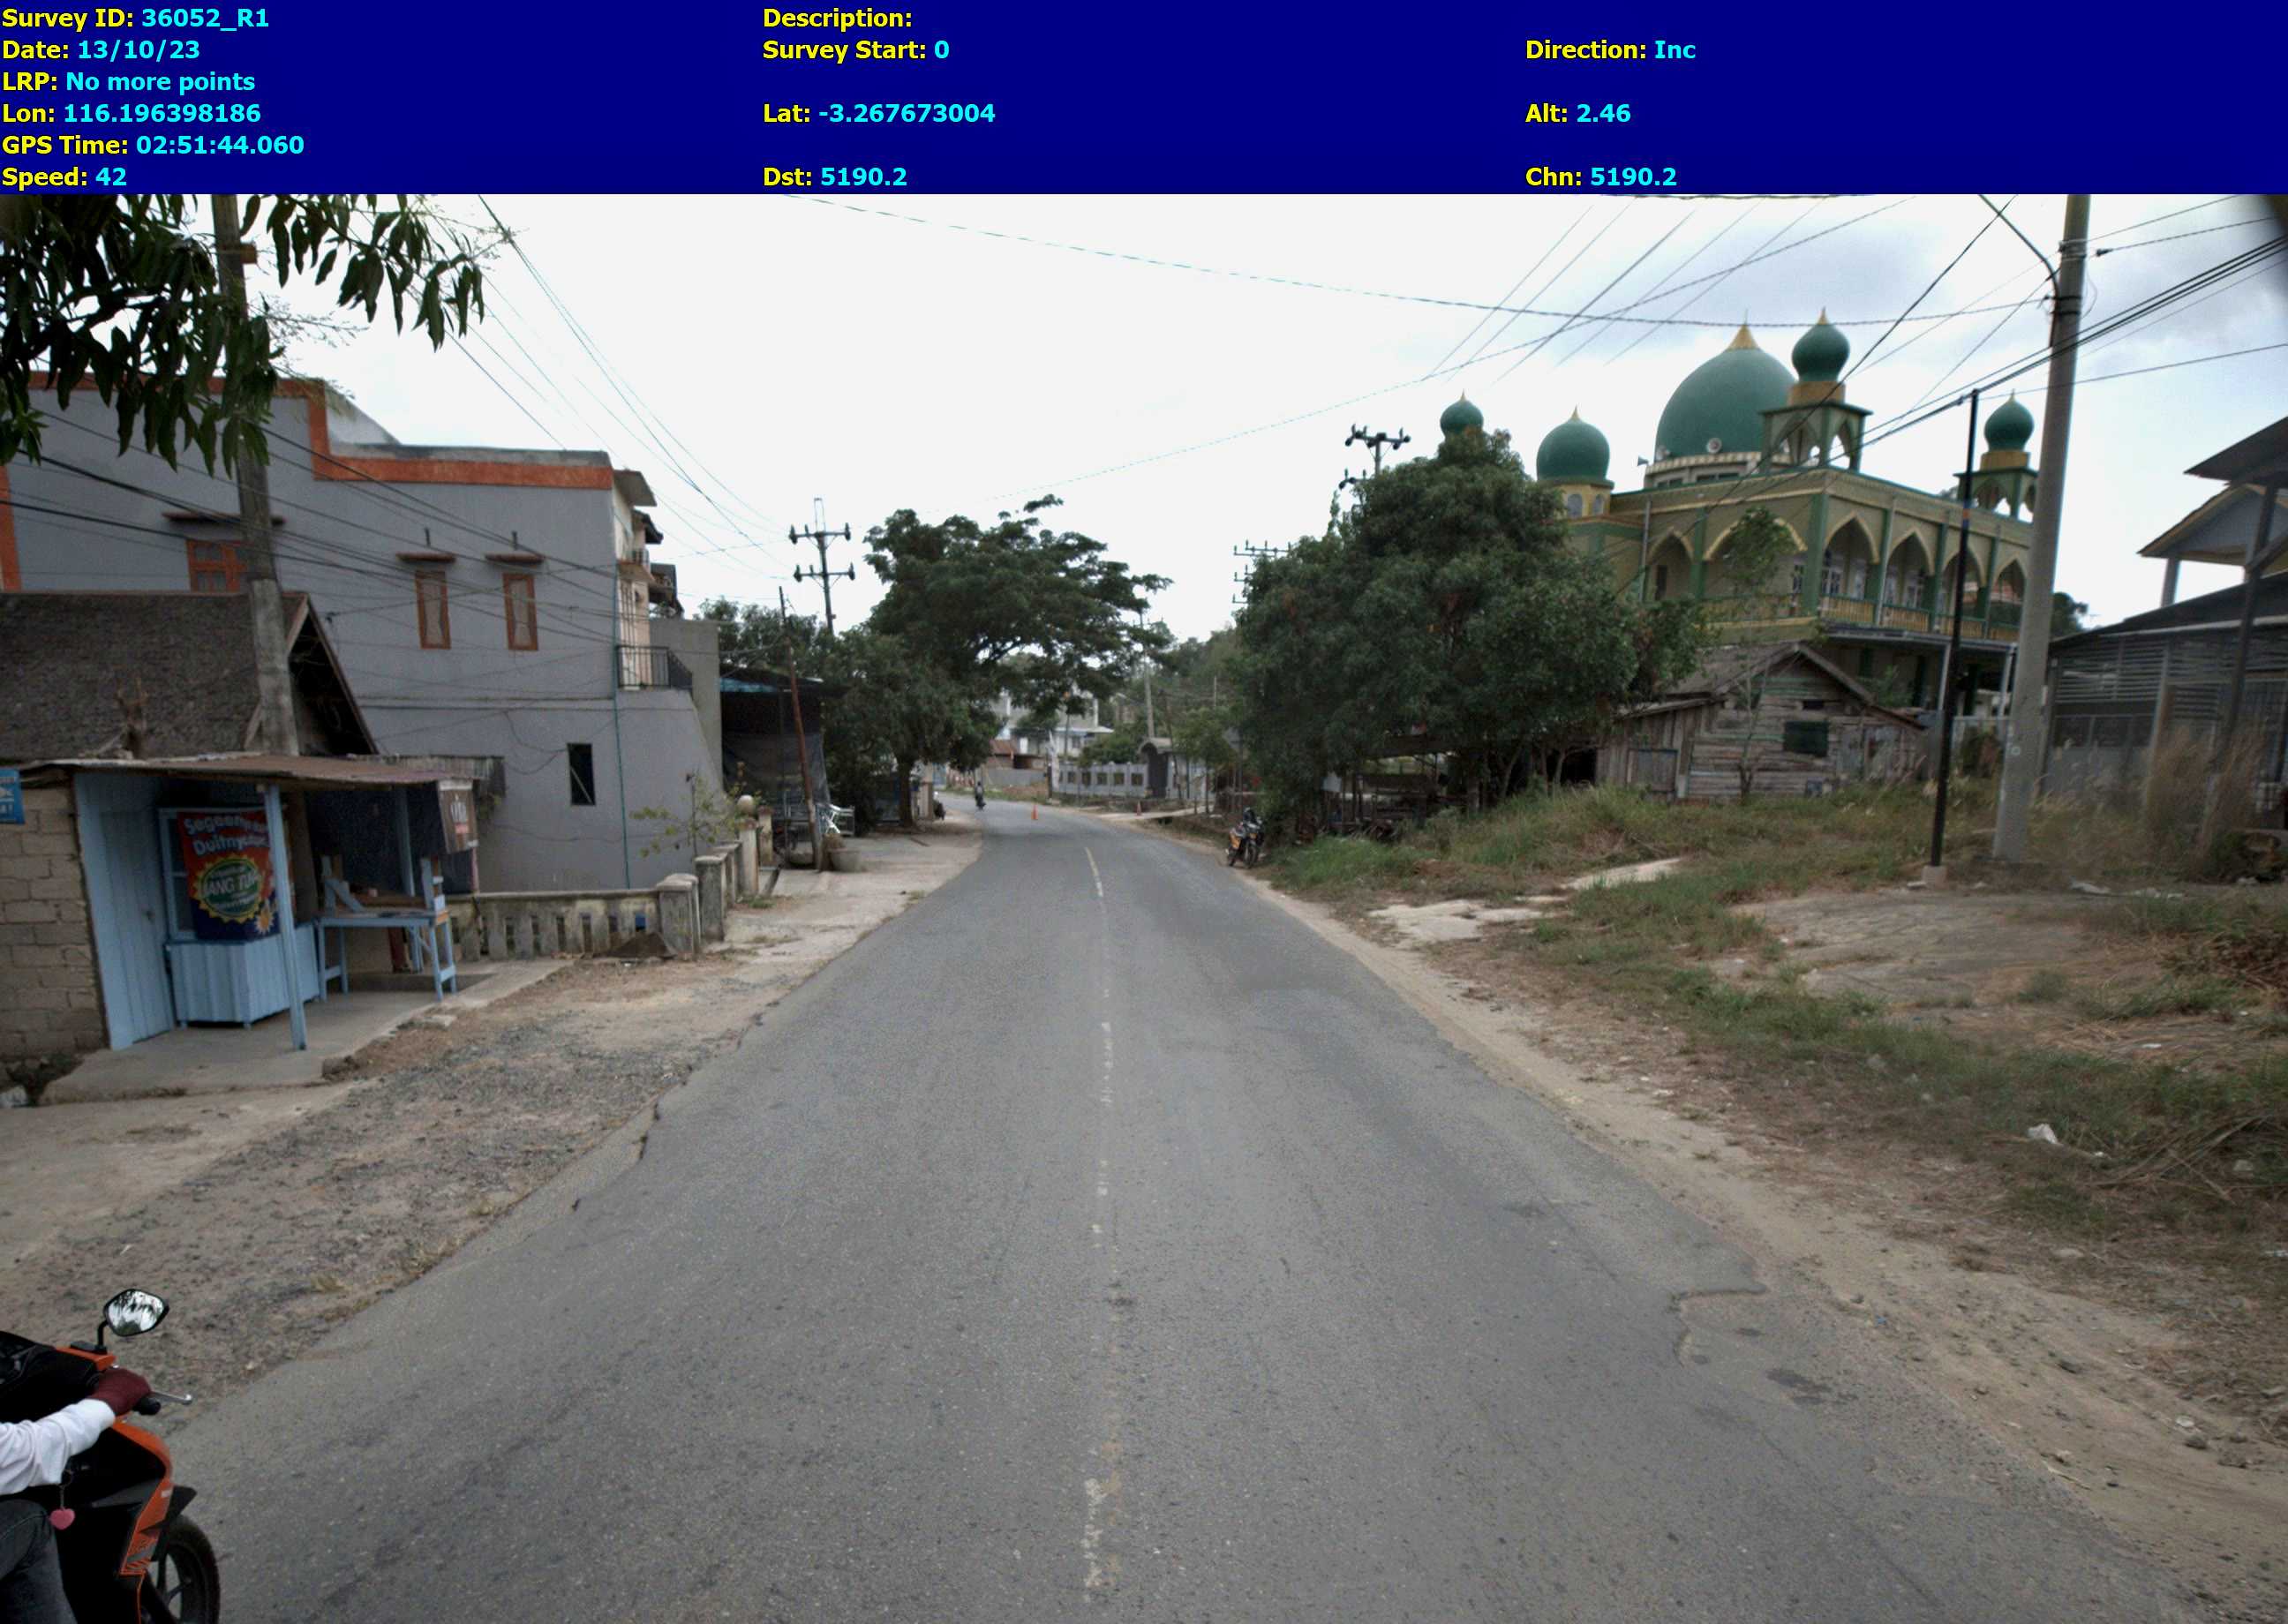 Survey ID: 36052_R1
Description:
Date: 13/10/23
Survey Start: 0
Direction: Inc
LRP: No more points
Lon: 116.196398186
Lat: -3.267673004
Alt: 2.46
GPS Time: 02:51:44.060
Speed: 42
Dst: 5190.2
Chn: 5190.2